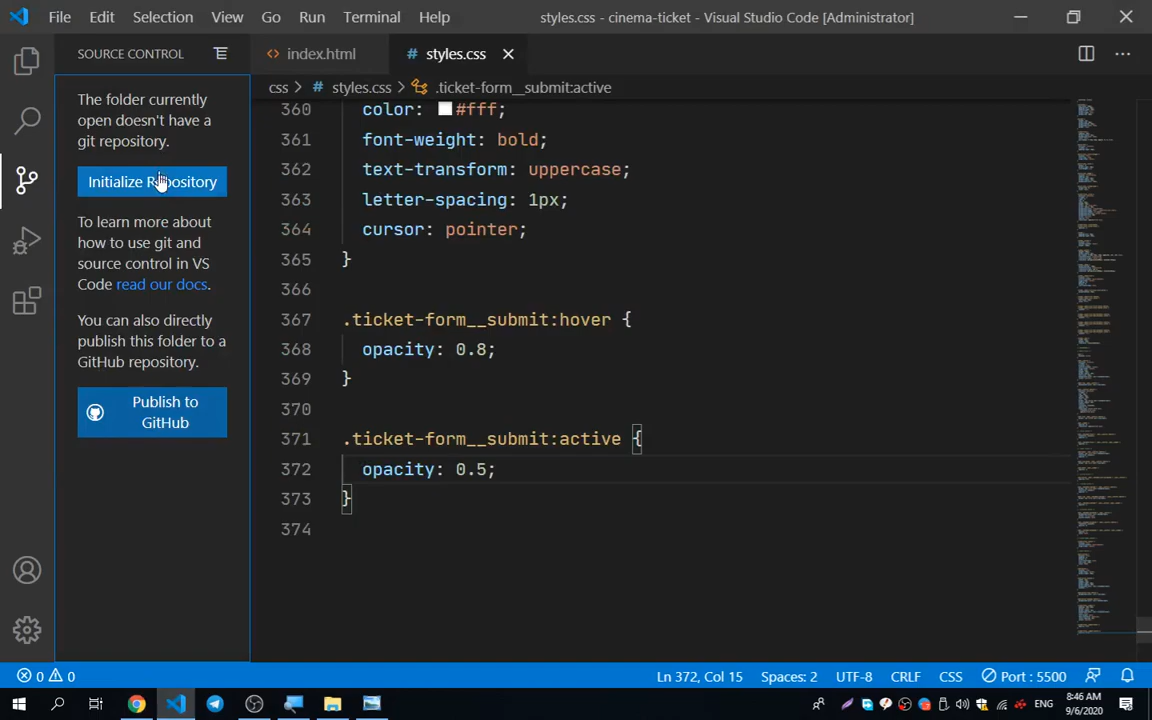 File Edit Selection View Go Run Terminal Help styles.css - cinema-ticket - Visual Studio Code [Administrator]
SOURCE CONTROL
The folder currently
open doesn't have a
git repository.
Initialize Repository
To learn more about
how to use git and
source control in VS
Code read our docs.
You can also directly
publish this folder to a
GitHub repository.
Publish to
GitHub
<> index.html # styles.css
css > # styles.css > .ticket-form__submit:active
360 color: #fff;
361 font-weight: bold;
362 text-transform: uppercase;
363 letter-spacing: 1px;
364 cursor: pointer;
365 }
366
367 .ticket-form__submit:hover {
368 opacity: 0.8;
369 }
370
371 .ticket-form__submit:active {
372 opacity: 0.5;
373 }
374
0 0 Ln 372, Col 15 Spaces: 2 UTF-8 CRLF CSS Port : 5500
ENG 8:46 AM
9/6/2020